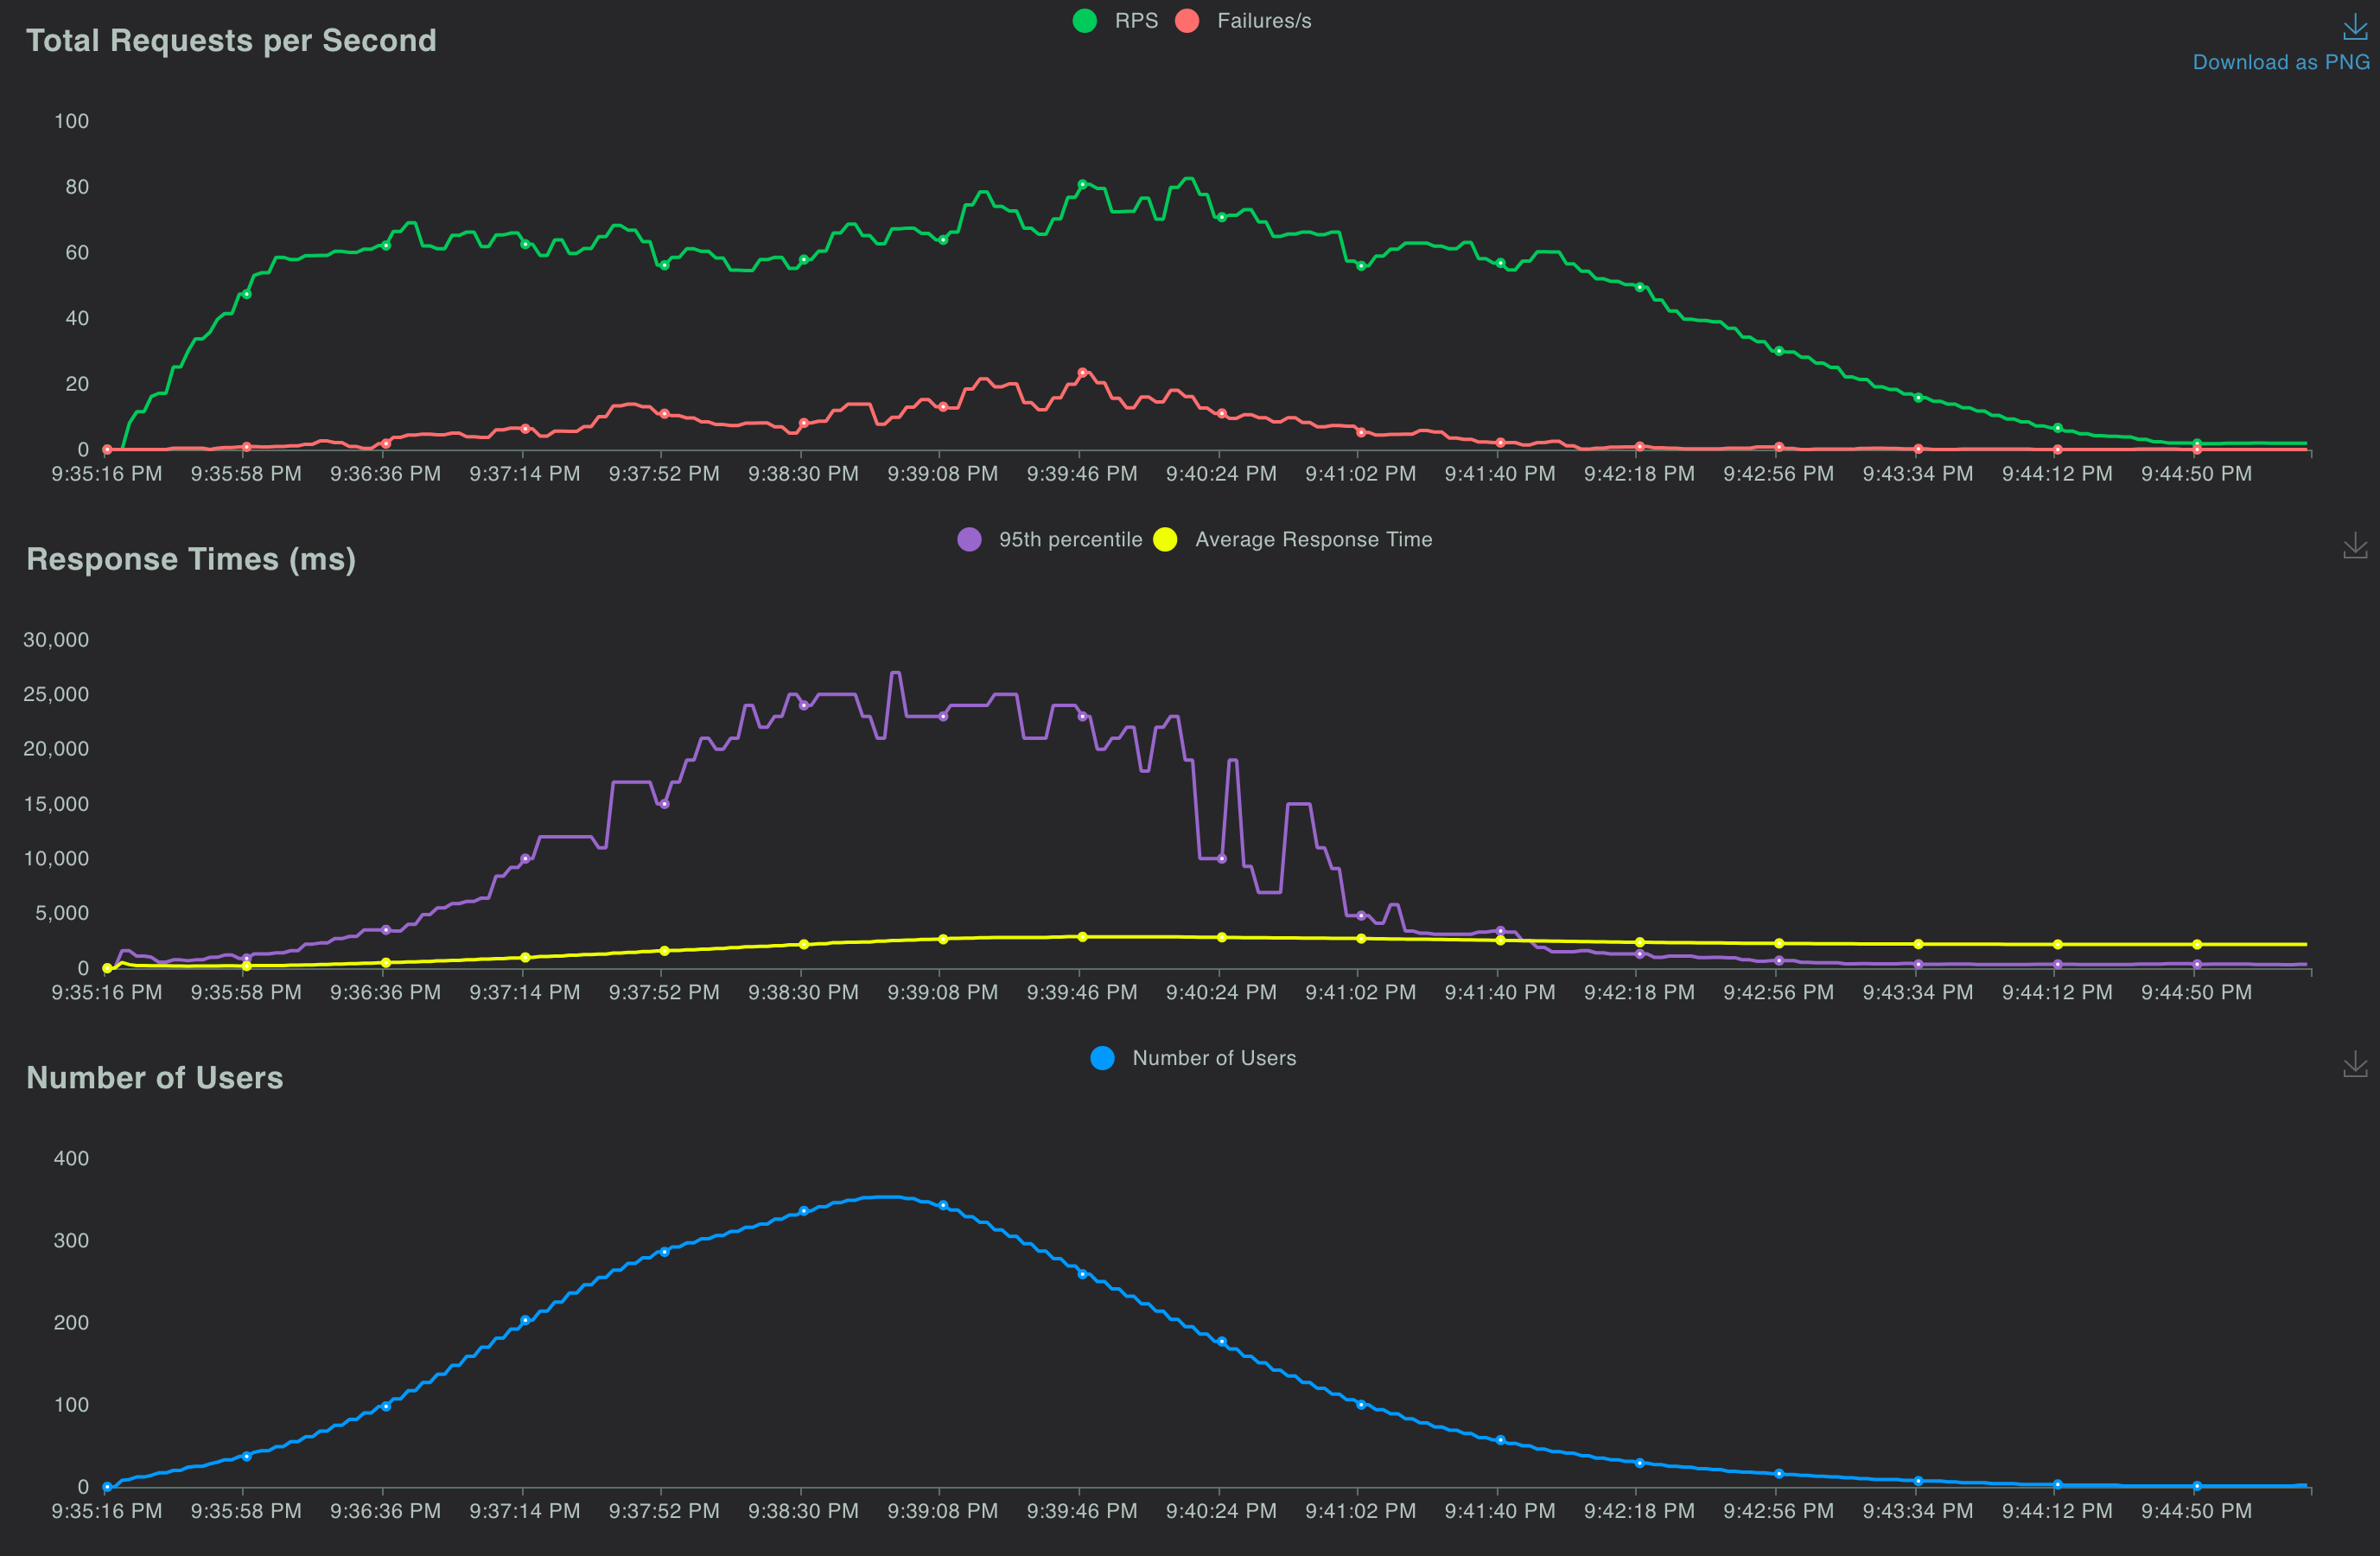 RPS Failures/s
Total Requests per Second
Download as PNG
100
80
60
40
20
0
9:35:16 PM 9:35:58 PM 9:36:36 PM 9:37:14 PM 9:37:52 PM 9:38:30 PM 9:39:08 PM 9:39:46 PM 9:40:24 PM 9:41:02 PM 9:41:40 PM 9:42:18 PM 9:42:56 PM 9:43:34 PM 9:44:12 PM 9:44:50 PM
95th percentile Average Response Time
Response Times (ms)
30,000
25,000
20,000
15,000
10,000
5,000
0
9:35:16 PM 9:35:58 PM 9:36:36 PM 9:37:14 PM 9:37:52 PM 9:38:30 PM 9:39:08 PM 9:39:46 PM 9:40:24 PM 9:41:02 PM 9:41:40 PM 9:42:18 PM 9:42:56 PM 9:43:34 PM 9:44:12 PM 9:44:50 PM
Number of Users
Number of Users
400
300
200
100
0
9:35:16 PM 9:35:58 PM 9:36:36 PM 9:37:14 PM 9:37:52 PM 9:38:30 PM 9:39:08 PM 9:39:46 PM 9:40:24 PM 9:41:02 PM 9:41:40 PM 9:42:18 PM 9:42:56 PM 9:43:34 PM 9:44:12 PM 9:44:50 PM